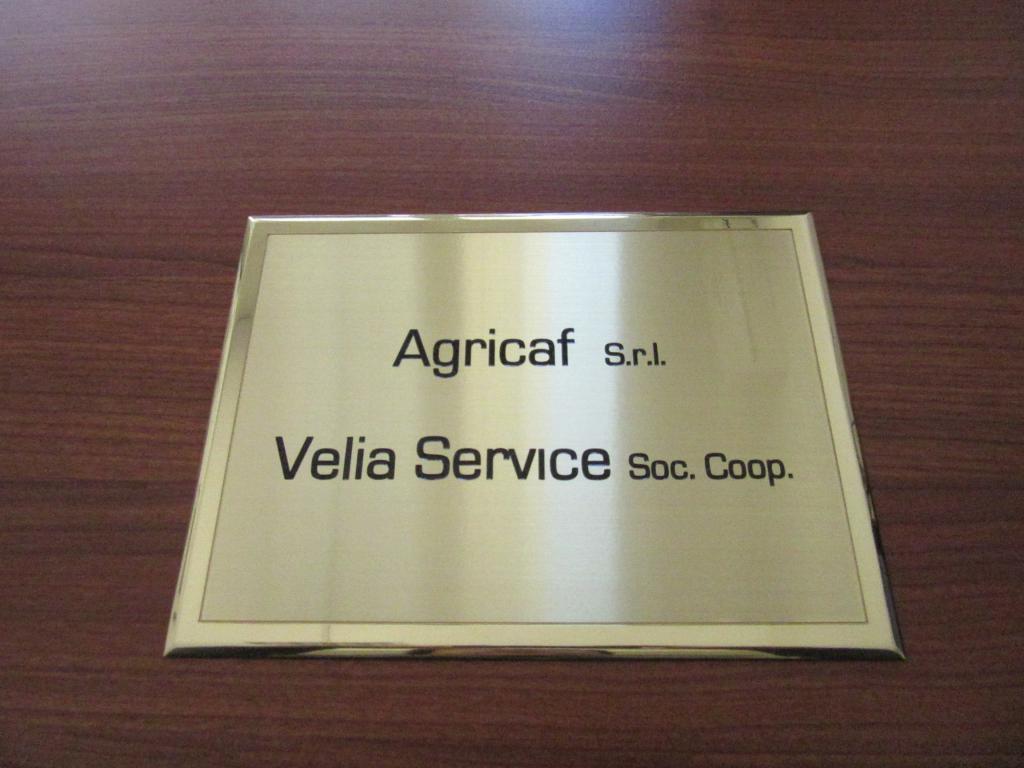 Agricaf S.r.l.
Velia Service Soc. Coop.